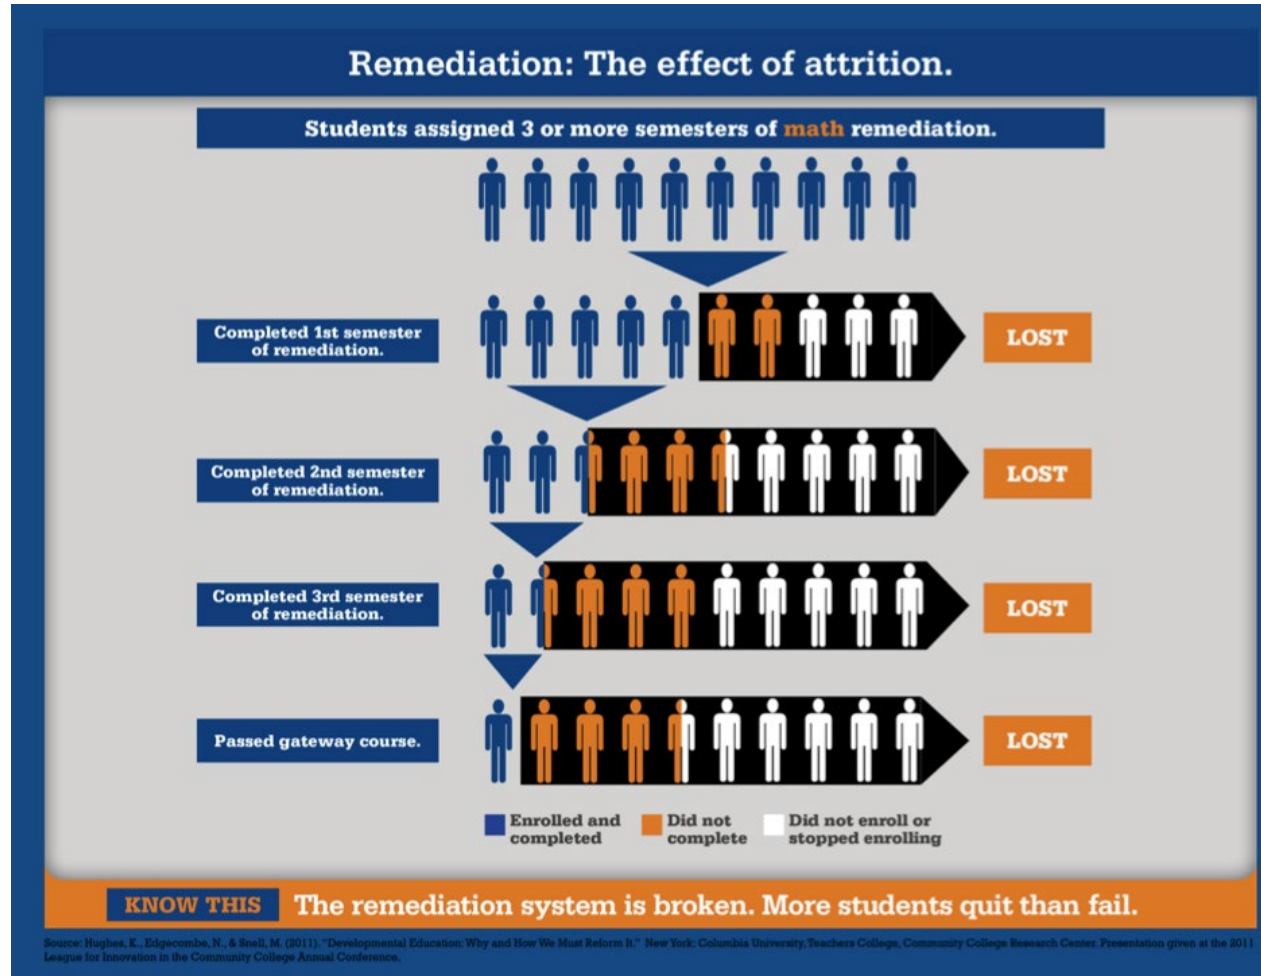 Remediation: The effect of attrition.
Students assigned 3 or more semesters of math remediation.
Completed 1st semester
of remediation.
LOST
Completed 2nd semester
of remediation.
LOST
Completed 3rd semester
of remediation.
LOST
Passed gateway course.
LOST
Enrolled and
completed
Did not
complete
Did not enroll or
stopped enrolling
KNOW THIS The remediation system is broken. More students quit than fail.
Source: Hughes, K., Edgecombe, N., & Snell, M. (2011). "Developmental Education: Why and How We Must Reform It." New York: Columbia University, Teachers College, Community College Research Center. Presentation given at the 2011
League for Innovation in the Community College Annual Conference.